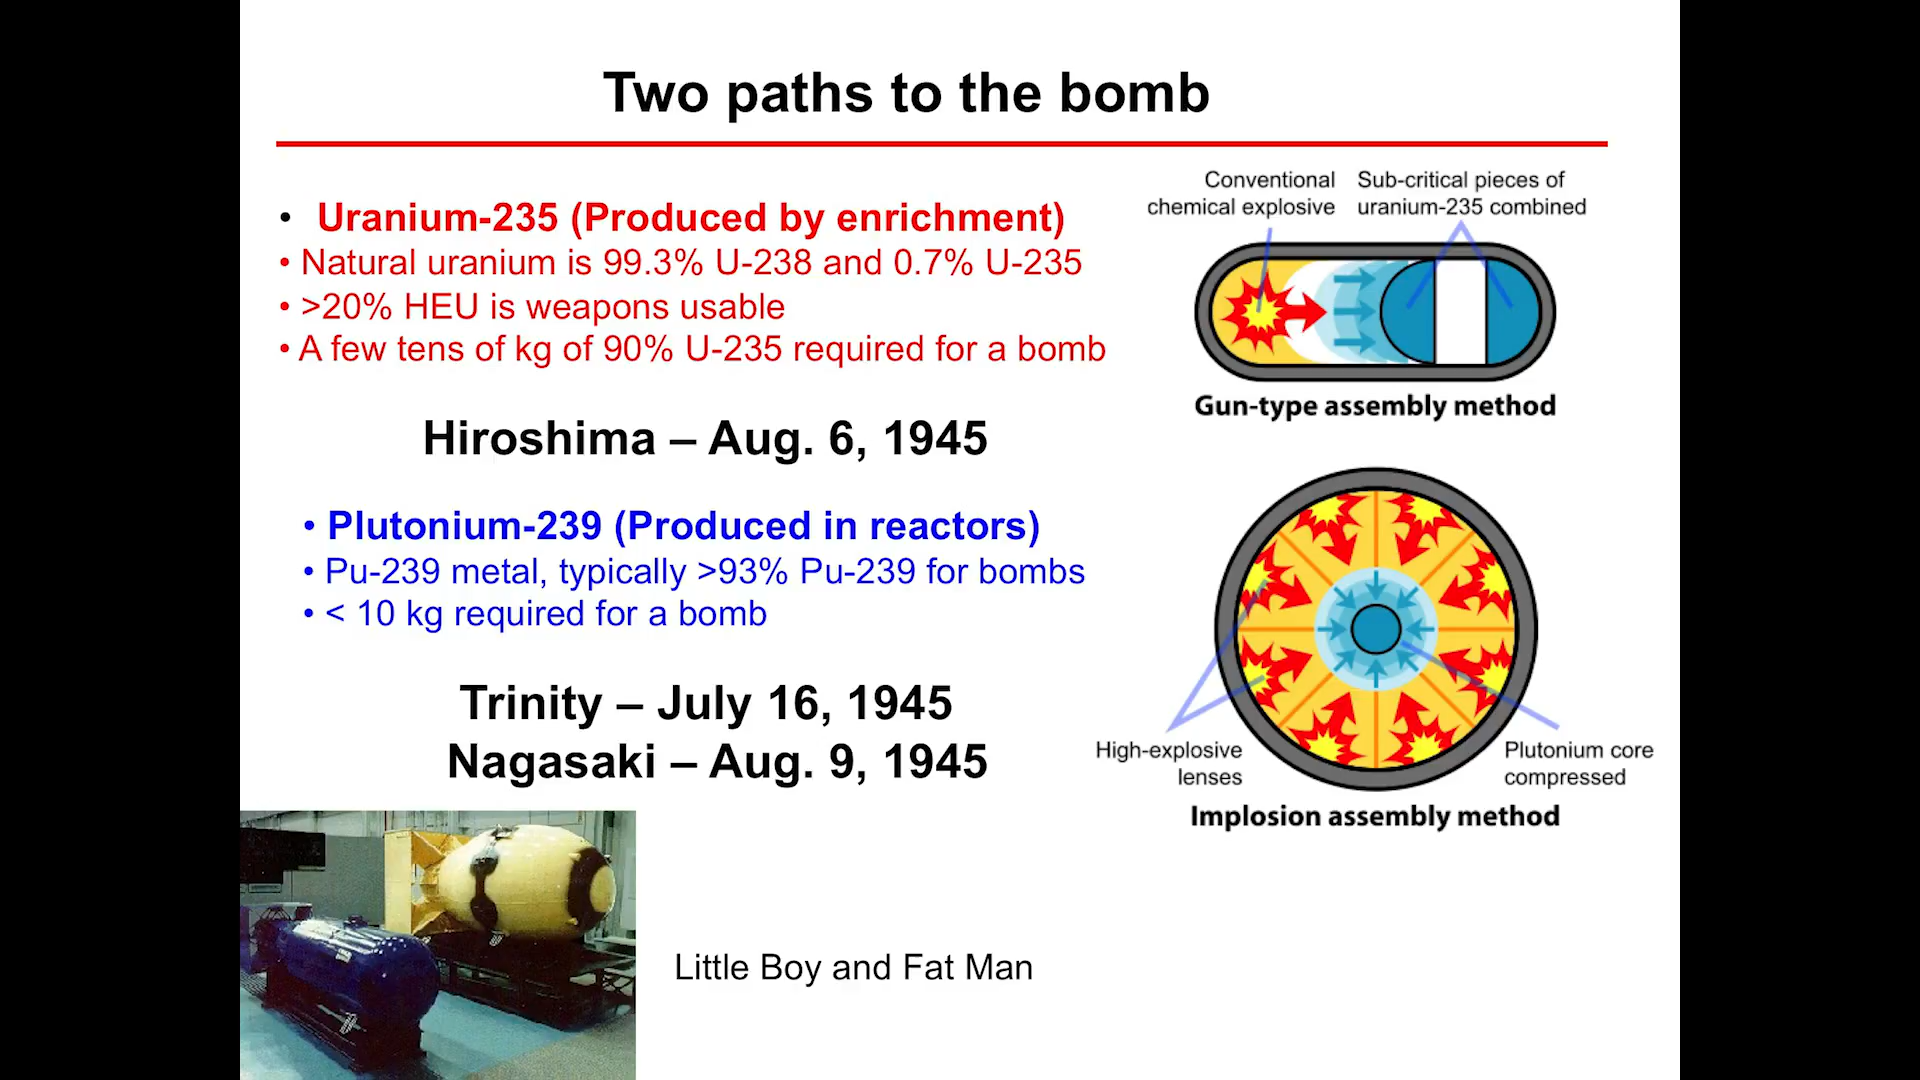 Two paths to the bomb
• Uranium-235 (Produced by enrichment)
• Natural uranium is 99.3% U-238 and 0.7% U-235
• >20% HEU is weapons usable
• A few tens of kg of 90% U-235 required for a bomb
Hiroshima – Aug. 6, 1945
• Plutonium-239 (Produced in reactors)
• Pu-239 metal, typically >93% Pu-239 for bombs
• < 10 kg required for a bomb
Trinity – July 16, 1945
Nagasaki – Aug. 9, 1945
Little Boy and Fat Man
Conventional
chemical explosive
Sub-critical pieces of
uranium-235 combined
Gun-type assembly method
High-explosive
lenses
Plutonium core
compressed
Implosion assembly method